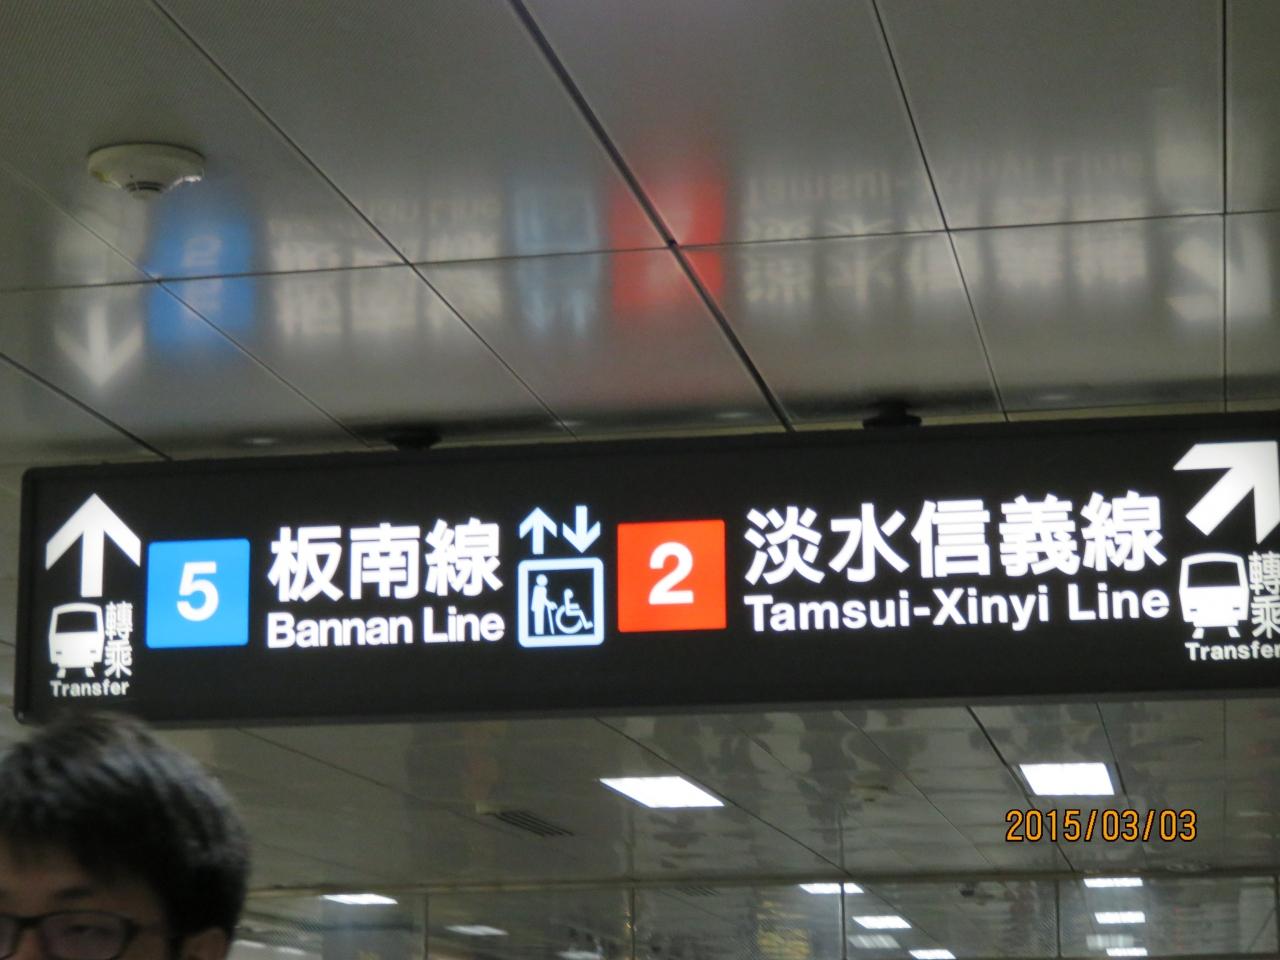 轉乘
Transfer
5
板南線
Bannan Line
2
淡水信義線
Tamsui-Xinyi Line
轉乘
Transfer
2015/03/03